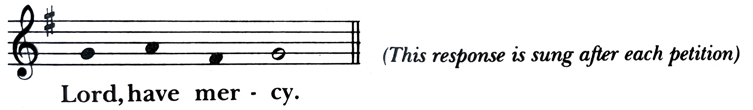 (This response is sung after each petition)
Lord, have mer - cy.